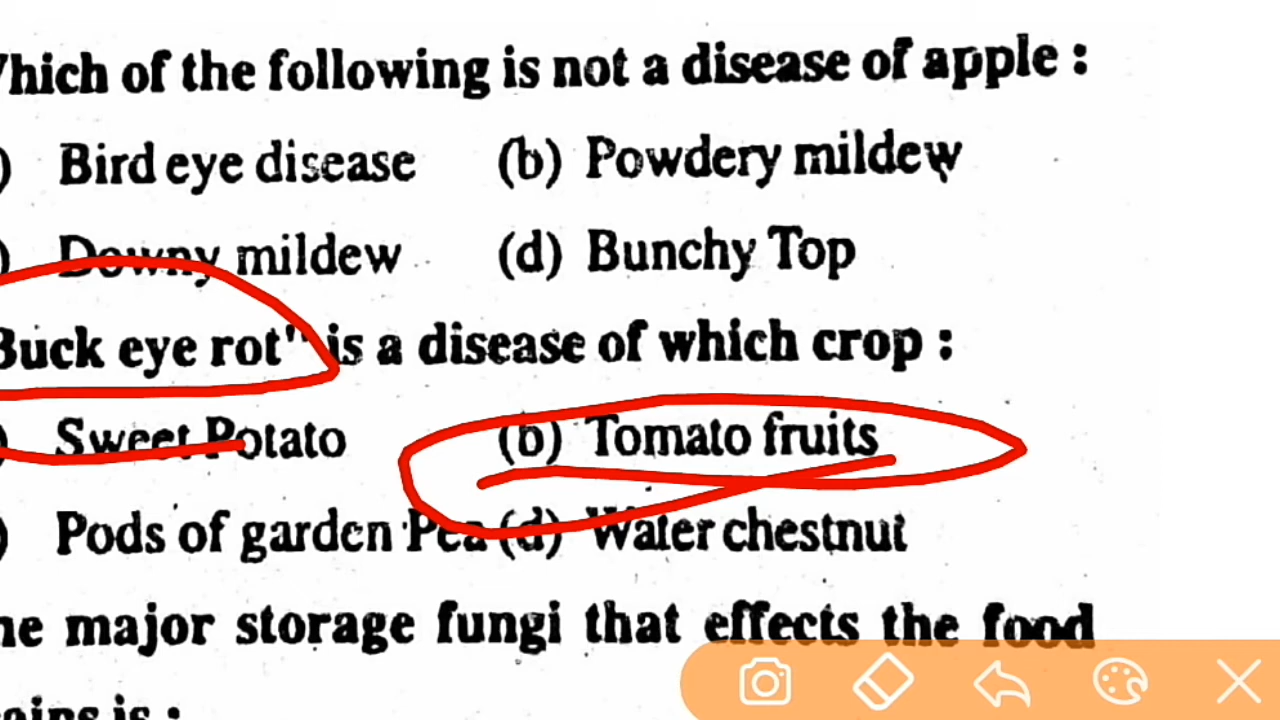 Which of the following is not a disease of apple :
) Bird eye disease (b) Powdery mildew
) Downy mildew (d) Bunchy Top
Buck eye rot" is a disease of which crop :
) Sweet Potato (b) Tomato fruits
) Pods of garden Pea (d) Water chestnut
he major storage fungi that effects the food
ains is :